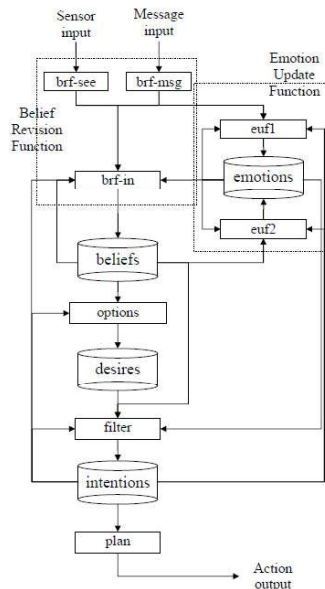 Sensor
input
Message
input
Emotion
Update
Function
brf-see
brf-msg
Belief
Revision
Function
euf1
brf-in
emotions
euf2
beliefs
options
desires
filter
intentions
plan
Action
output